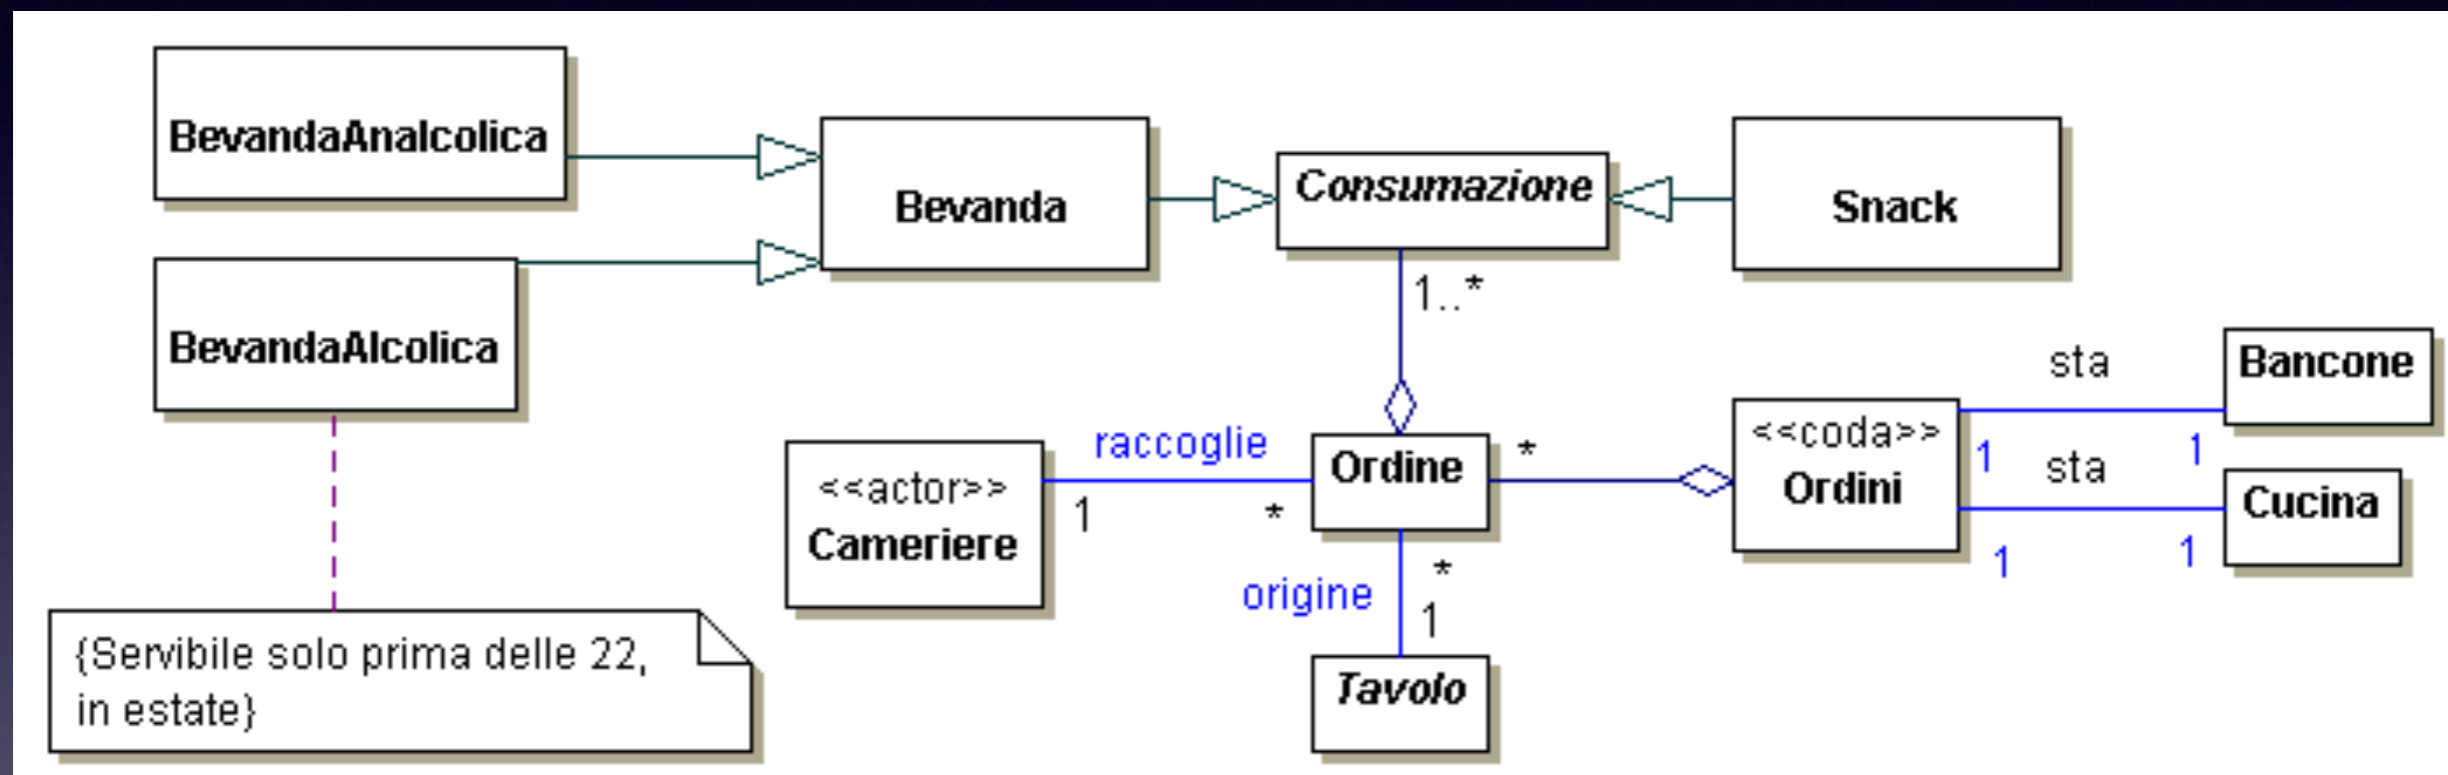 BevandaAnalcolica
Bevanda
Consumazione
Snack
BevandaAlcolica
1..*
sta
Bancone
<<coda>>
Ordini
1
1
sta
Cucina
1
1
raccoglie
Ordine
*
<<actor>>
Cameriere
1
*
*
origine
1
Tavolo
{Servibile solo prima delle 22,
in estate}